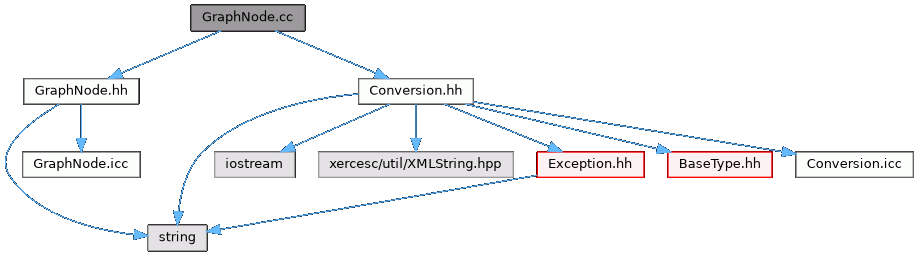 GraphNode.cc
GraphNode.hh
Conversion.hh
GraphNode.icc
iostream
xercesc/util/XMLString.hpp
Exception.hh
BaseType.hh
Conversion.icc
string